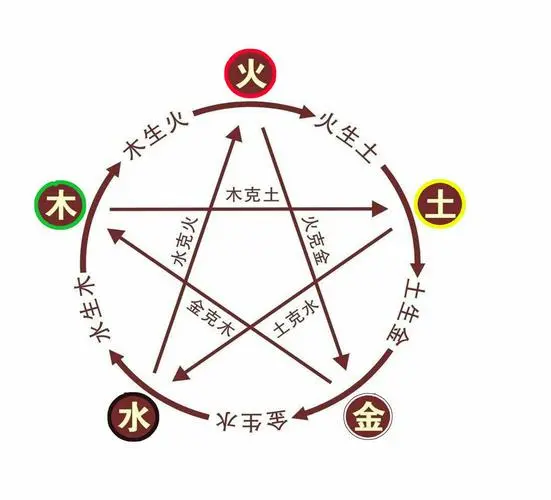 火
木生火
火生土
木
木克土
土
水克火
火克金
水生木
金克木
土克水
土生金
水
金生水
金